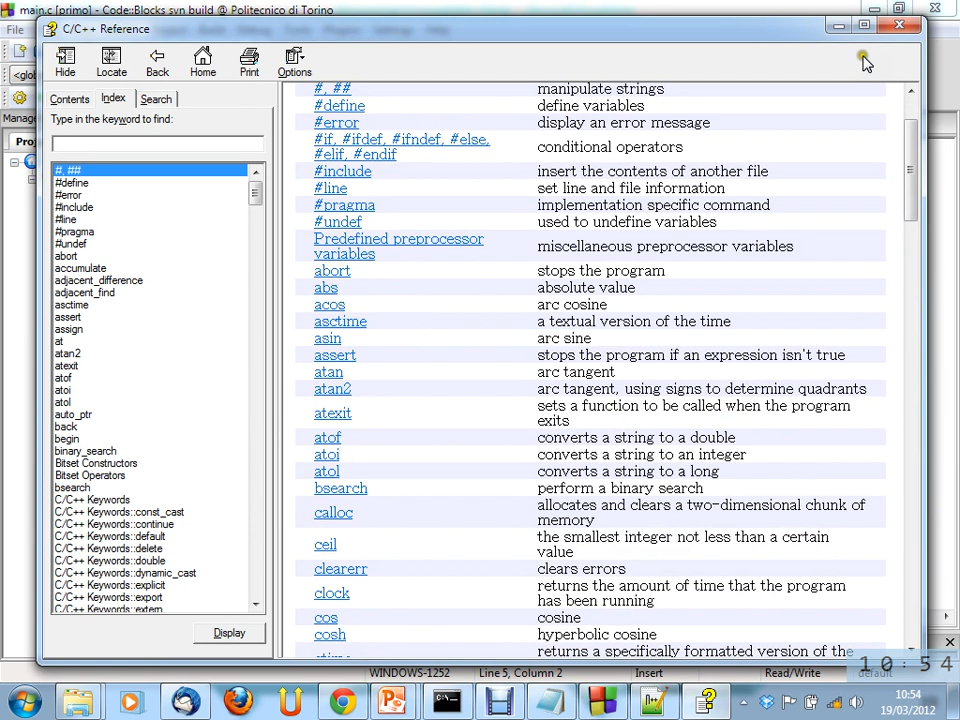 main.c [primo] - Code::Blocks svn build @ Politecnico di Torino
File
C/C++ Reference
Hide
Locate
Back
Home
Print
Options
Contents
Index
Search
Type in the keyword to find:
#, ##
#define
#error
#include
#line
#pragma
#undef
abort
accumulate
adjacent_difference
adjacent_find
asctime
assert
assign
at
atan2
atexit
atof
atoi
atol
auto_ptr
back
begin
binary_search
Bitset Constructors
Bitset Operators
bsearch
C/C++ Keywords
C/C++ Keywords::const_cast
C/C++ Keywords::continue
C/C++ Keywords::default
C/C++ Keywords::delete
C/C++ Keywords::double
C/C++ Keywords::dynamic_cast
C/C++ Keywords::explicit
C/C++ Keywords::export
C/C++ Keywords::extern
Display
#, ## manipulate strings
#define define variables
#error display an error message
#if, #ifdef, #ifndef, #else,
#elif, #endif conditional operators
#include insert the contents of another file
#line set line and file information
#pragma implementation specific command
#undef used to undefine variables
Predefined preprocessor
variables miscellaneous preprocessor variables
abort stops the program
abs absolute value
acos arc cosine
asctime a textual version of the time
asin arc sine
assert stops the program if an expression isn't true
atan arc tangent
atan2 arc tangent, using signs to determine quadrants
atexit sets a function to be called when the program
exits
atof converts a string to a double
atoi converts a string to an integer
atol converts a string to a long
bsearch perform a binary search
calloc allocates and clears a two-dimensional chunk of
memory
ceil the smallest integer not less than a certain
value
clearerr clears errors
clock returns the amount of time that the program
has been running
cos cosine
cosh hyperbolic cosine
returns a specifically formatted version of the
WINDOWS-1252
Line 5, Column 2
Insert
Read/Write
default
10:54
10:54
19/03/2012